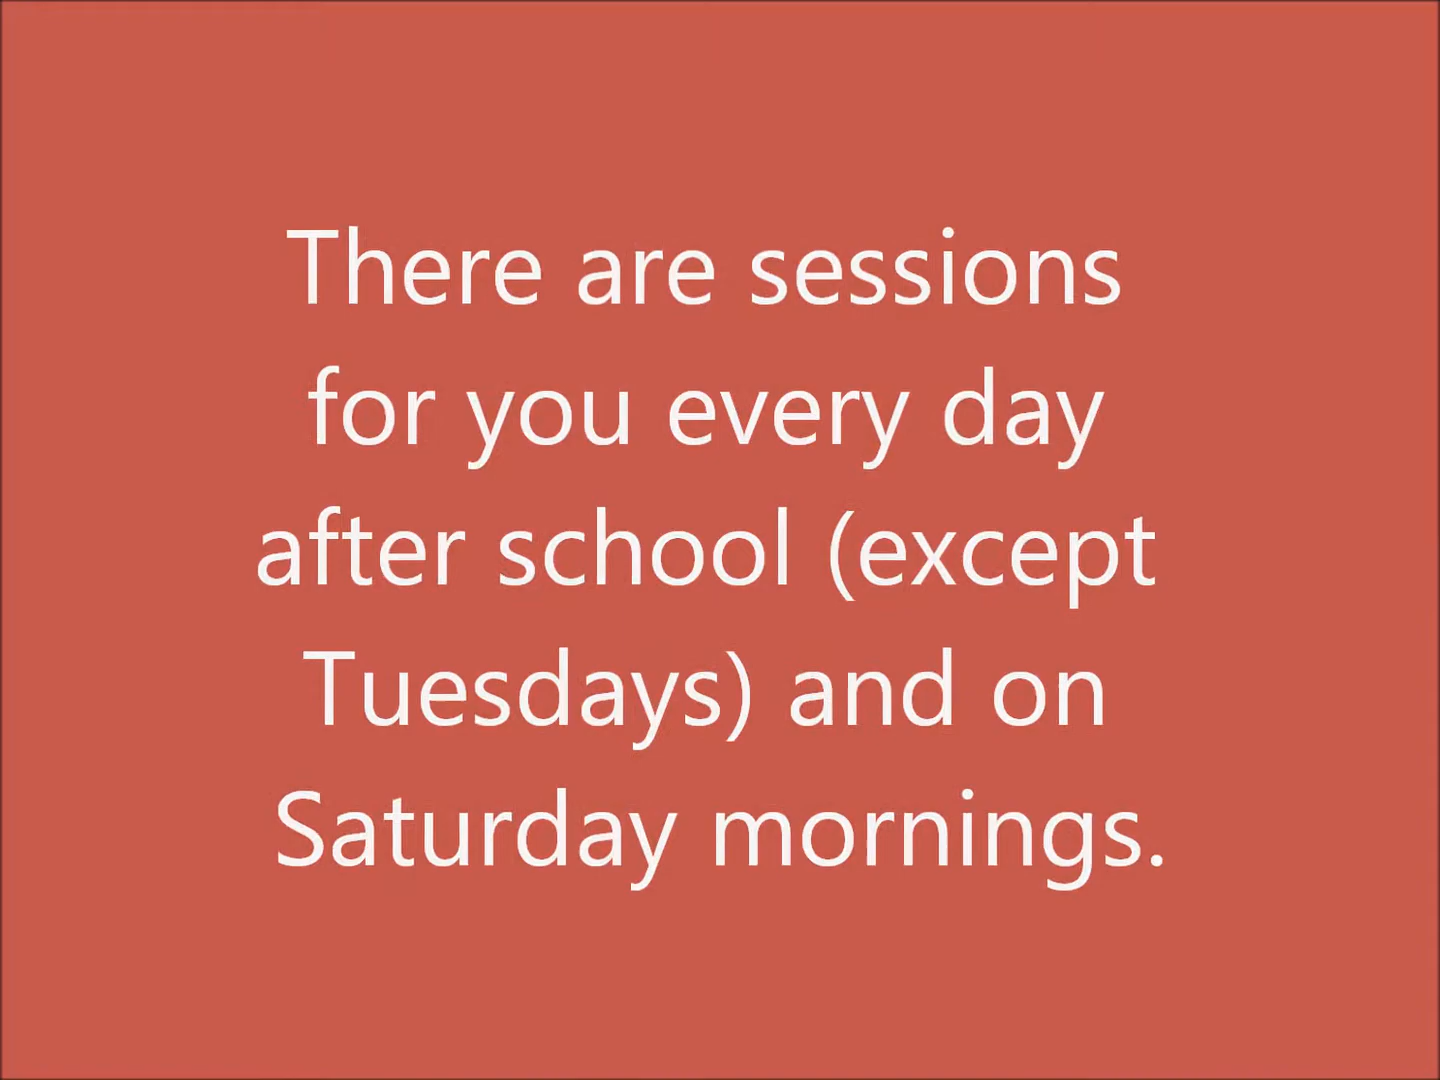 There are sessions
for you every day
after school (except
Tuesdays) and on
Saturday mornings.